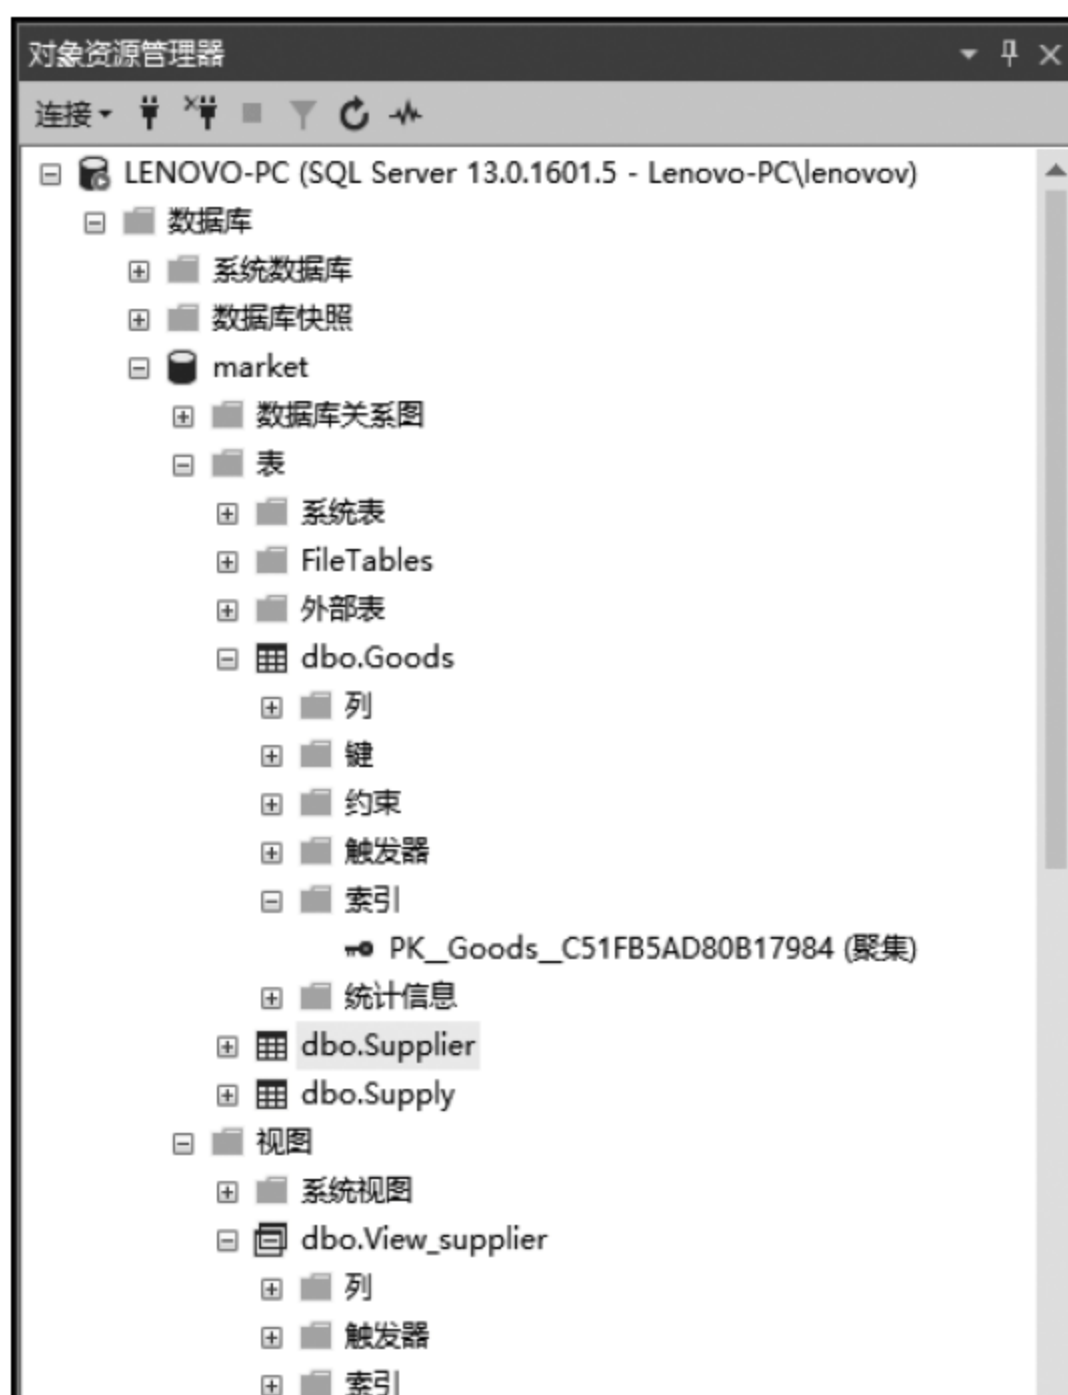 对象资源管理器
连接
LENOVO-PC (SQL Server 13.0.1601.5 - Lenovo-PC\lenovov)
数据库
系统数据库
数据库快照
market
数据库关系图
表
系统表
FileTables
外部表
dbo.Goods
列
键
约束
触发器
索引
PK__Goods__C51FB5AD80B17984 (聚集)
统计信息
dbo.Supplier
dbo.Supply
视图
系统视图
dbo.View_supplier
列
触发器
索引